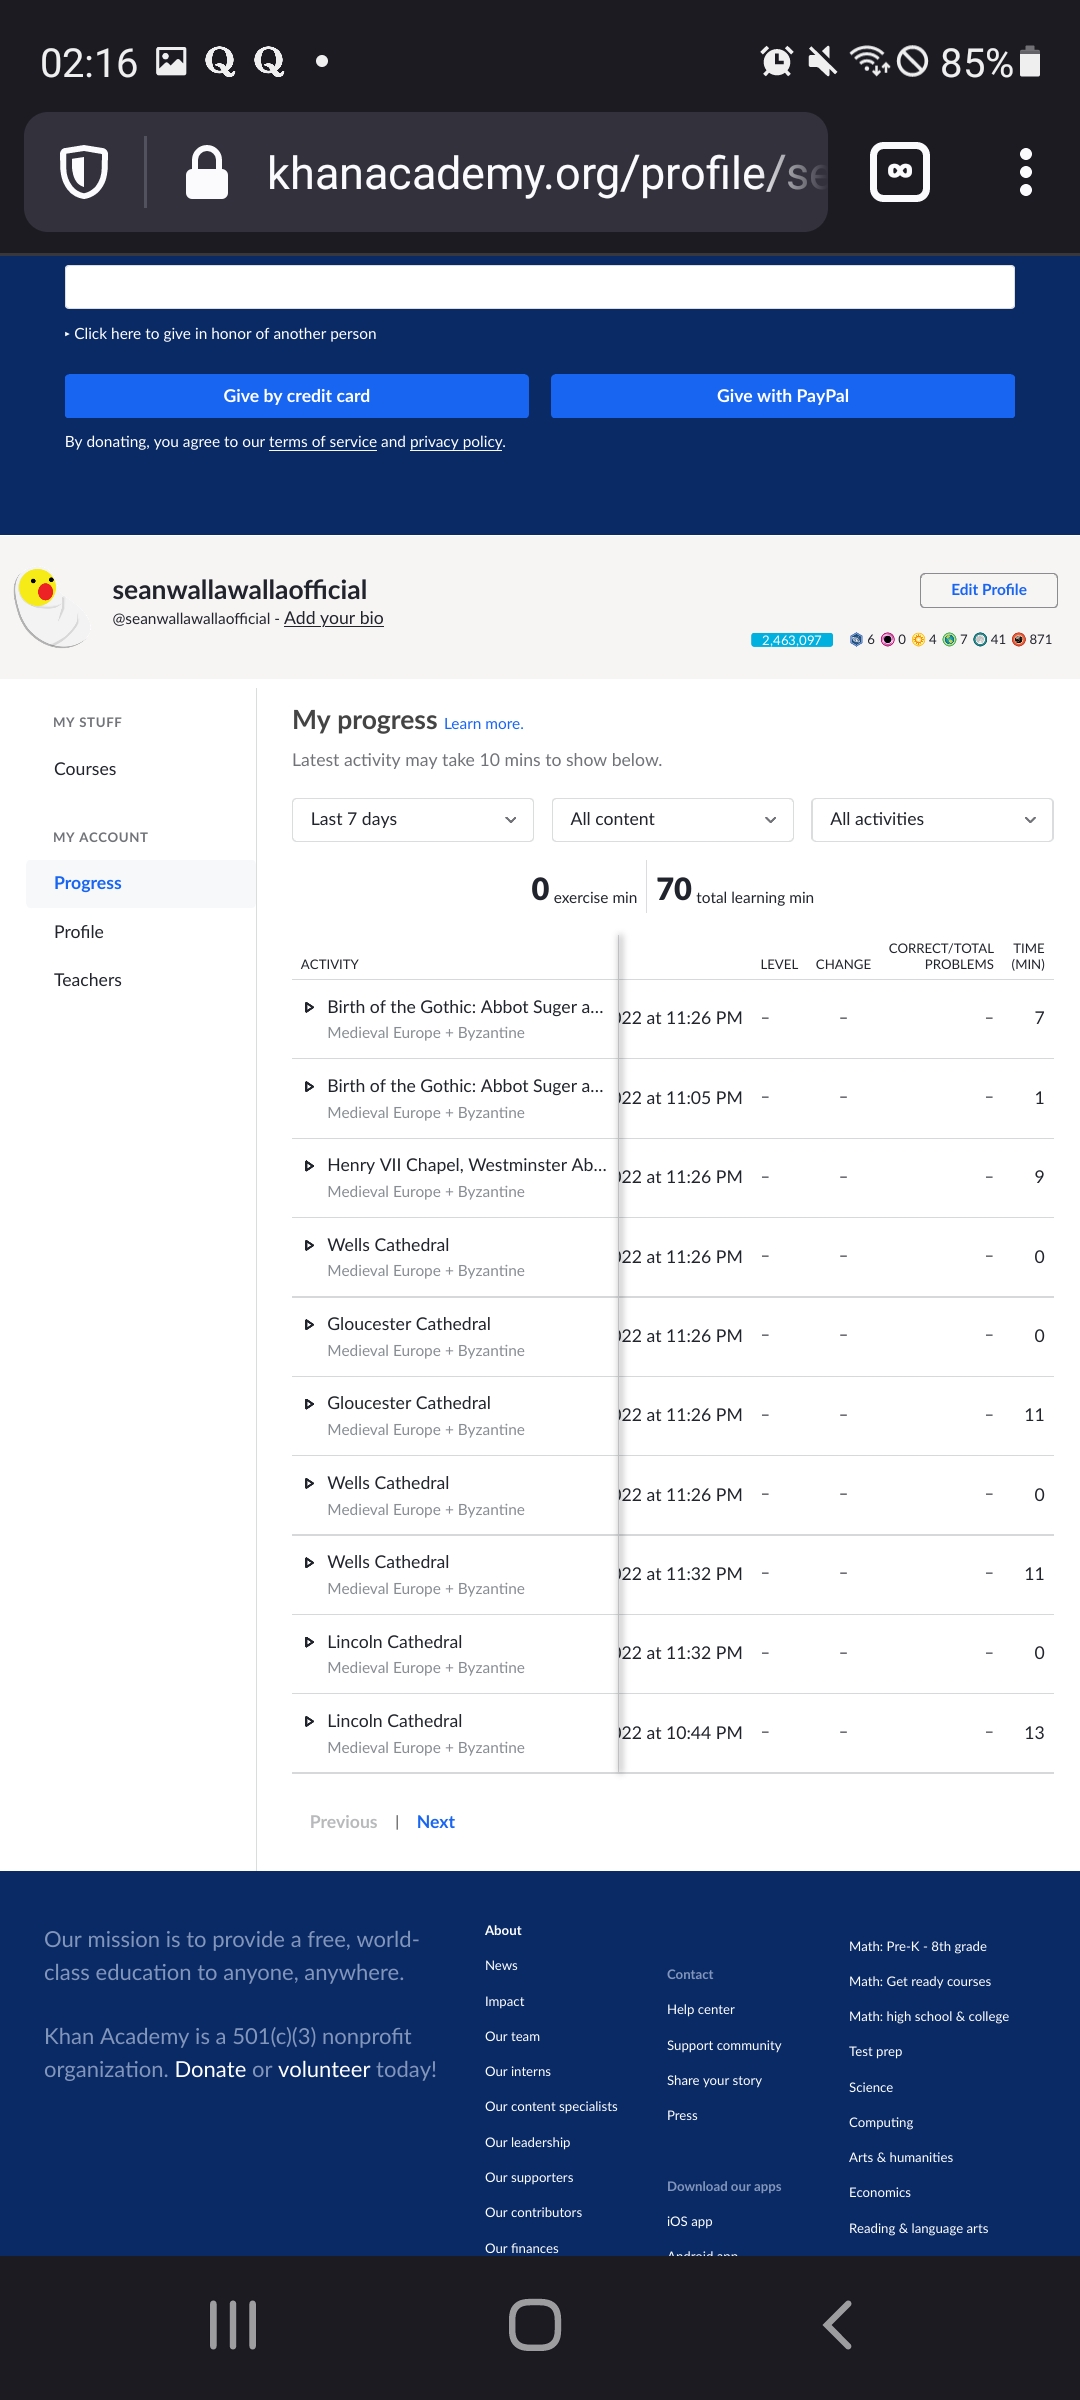 02:16
85%
khanacademy.org/profile/se
Click here to give in honor of another person
Give by credit card
Give with PayPal
By donating, you agree to our terms of service and privacy policy.
seanwallawallaofficial
@seanwallawallaofficial - Add your bio
Edit Profile
2,463,097 6 0 4 7 41 871
MY STUFF
Courses
MY ACCOUNT
Progress
Profile
Teachers
My progress Learn more.
Latest activity may take 10 mins to show below.
Last 7 days
All content
All activities
0 exercise min
70 total learning min
ACTIVITY LEVEL CHANGE CORRECT/TOTAL PROBLEMS TIME (MIN)
Birth of the Gothic: Abbot Suger a...
Medieval Europe + Byzantine
022 at 11:26 PM – – – 7
Birth of the Gothic: Abbot Suger a...
Medieval Europe + Byzantine
022 at 11:05 PM – – – 1
Henry VII Chapel, Westminster Ab...
Medieval Europe + Byzantine
022 at 11:26 PM – – – 9
Wells Cathedral
Medieval Europe + Byzantine
022 at 11:26 PM – – – 0
Gloucester Cathedral
Medieval Europe + Byzantine
022 at 11:26 PM – – – 0
Gloucester Cathedral
Medieval Europe + Byzantine
022 at 11:26 PM – – – 11
Wells Cathedral
Medieval Europe + Byzantine
022 at 11:26 PM – – – 0
Wells Cathedral
Medieval Europe + Byzantine
022 at 11:32 PM – – – 11
Lincoln Cathedral
Medieval Europe + Byzantine
022 at 11:32 PM – – – 0
Lincoln Cathedral
Medieval Europe + Byzantine
022 at 10:44 PM – – – 13
Previous | Next
Our mission is to provide a free, world-
class education to anyone, anywhere.
Khan Academy is a 501(c)(3) nonprofit
organization. Donate or volunteer today!
About
News
Impact
Our team
Our interns
Our content specialists
Our leadership
Our supporters
Our contributors
Our finances
Contact
Help center
Support community
Share your story
Press
Download our apps
iOS app
Android app
Math: Pre-K - 8th grade
Math: Get ready courses
Math: high school & college
Test prep
Science
Computing
Arts & humanities
Economics
Reading & language arts